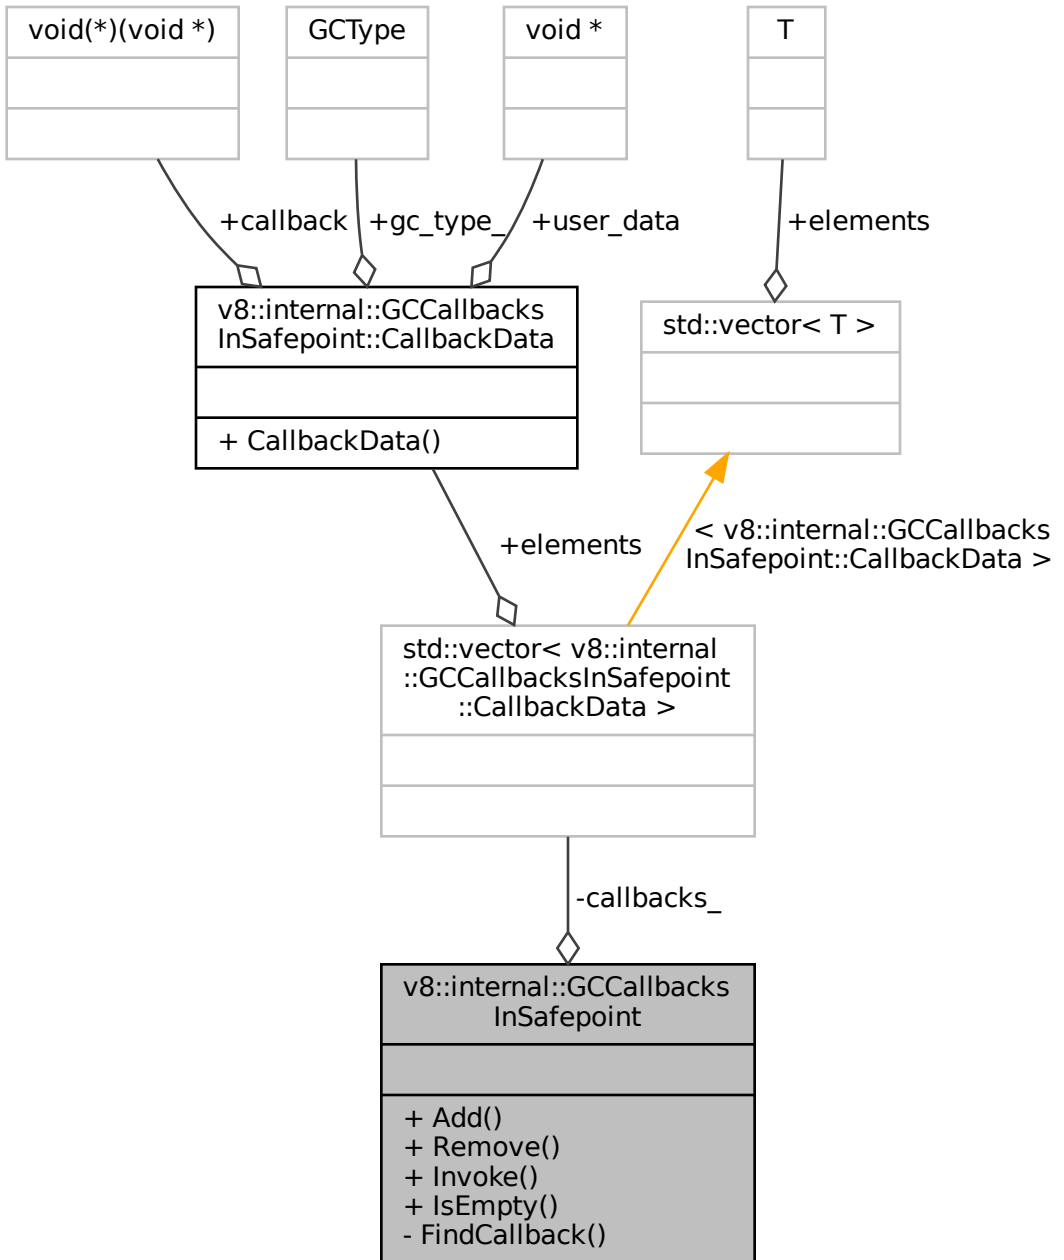 void(*)(void *)
GCType
void *
T
+callback
+gc_type_
+user_data
+elements
v8::internal::GCCallbacks
InSafepoint::CallbackData
+ CallbackData()
std::vector< T >
+elements
< v8::internal::GCCallbacks
InSafepoint::CallbackData >
std::vector< v8::internal
::GCCallbacksInSafepoint
::CallbackData >
-callbacks_
v8::internal::GCCallbacks
InSafepoint
+ Add()
+ Remove()
+ Invoke()
+ IsEmpty()
- FindCallback()